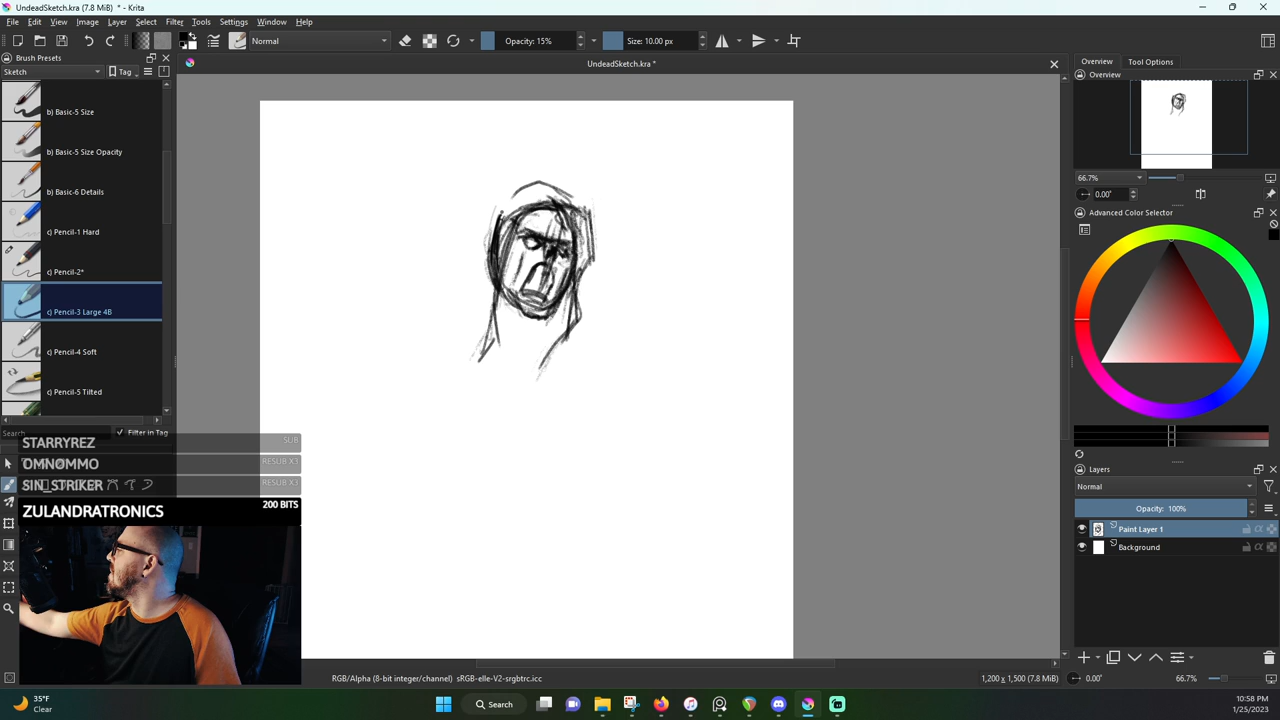 UndeadSketch.kra (7.8 MiB) * - Krita
File Edit View Image Layer Select Filter Tools Settings Window Help
Normal
Opacity: 15%
Size: 10.00 px
Brush Presets
Sketch
Tag
b) Basic-5 Size
b) Basic-5 Size Opacity
b) Basic-6 Details
c) Pencil-1 Hard
c) Pencil-2*
c) Pencil-3 Large 4B
c) Pencil-4 Soft
c) Pencil-5 Tilted
Search
Filter in Tag
UndeadSketch.kra *
Overview Tool Options
Overview
66.7%
0.00°
Advanced Color Selector
Layers
Normal
Opacity: 100%
Paint Layer 1
Background
STARRYREZ SUB
OMNOMMO RESUB X3
SIN_STRIKER RESUB X3
ZULANDRATRONICS 200 BITS
RGB/Alpha (8-bit integer/channel) sRGB-elle-V2-srgbtrc.icc
1,200 x 1,500 (7.8 MiB)
0.00°
66.7%
35°F
Clear
Search
10:58 PM
1/25/2023